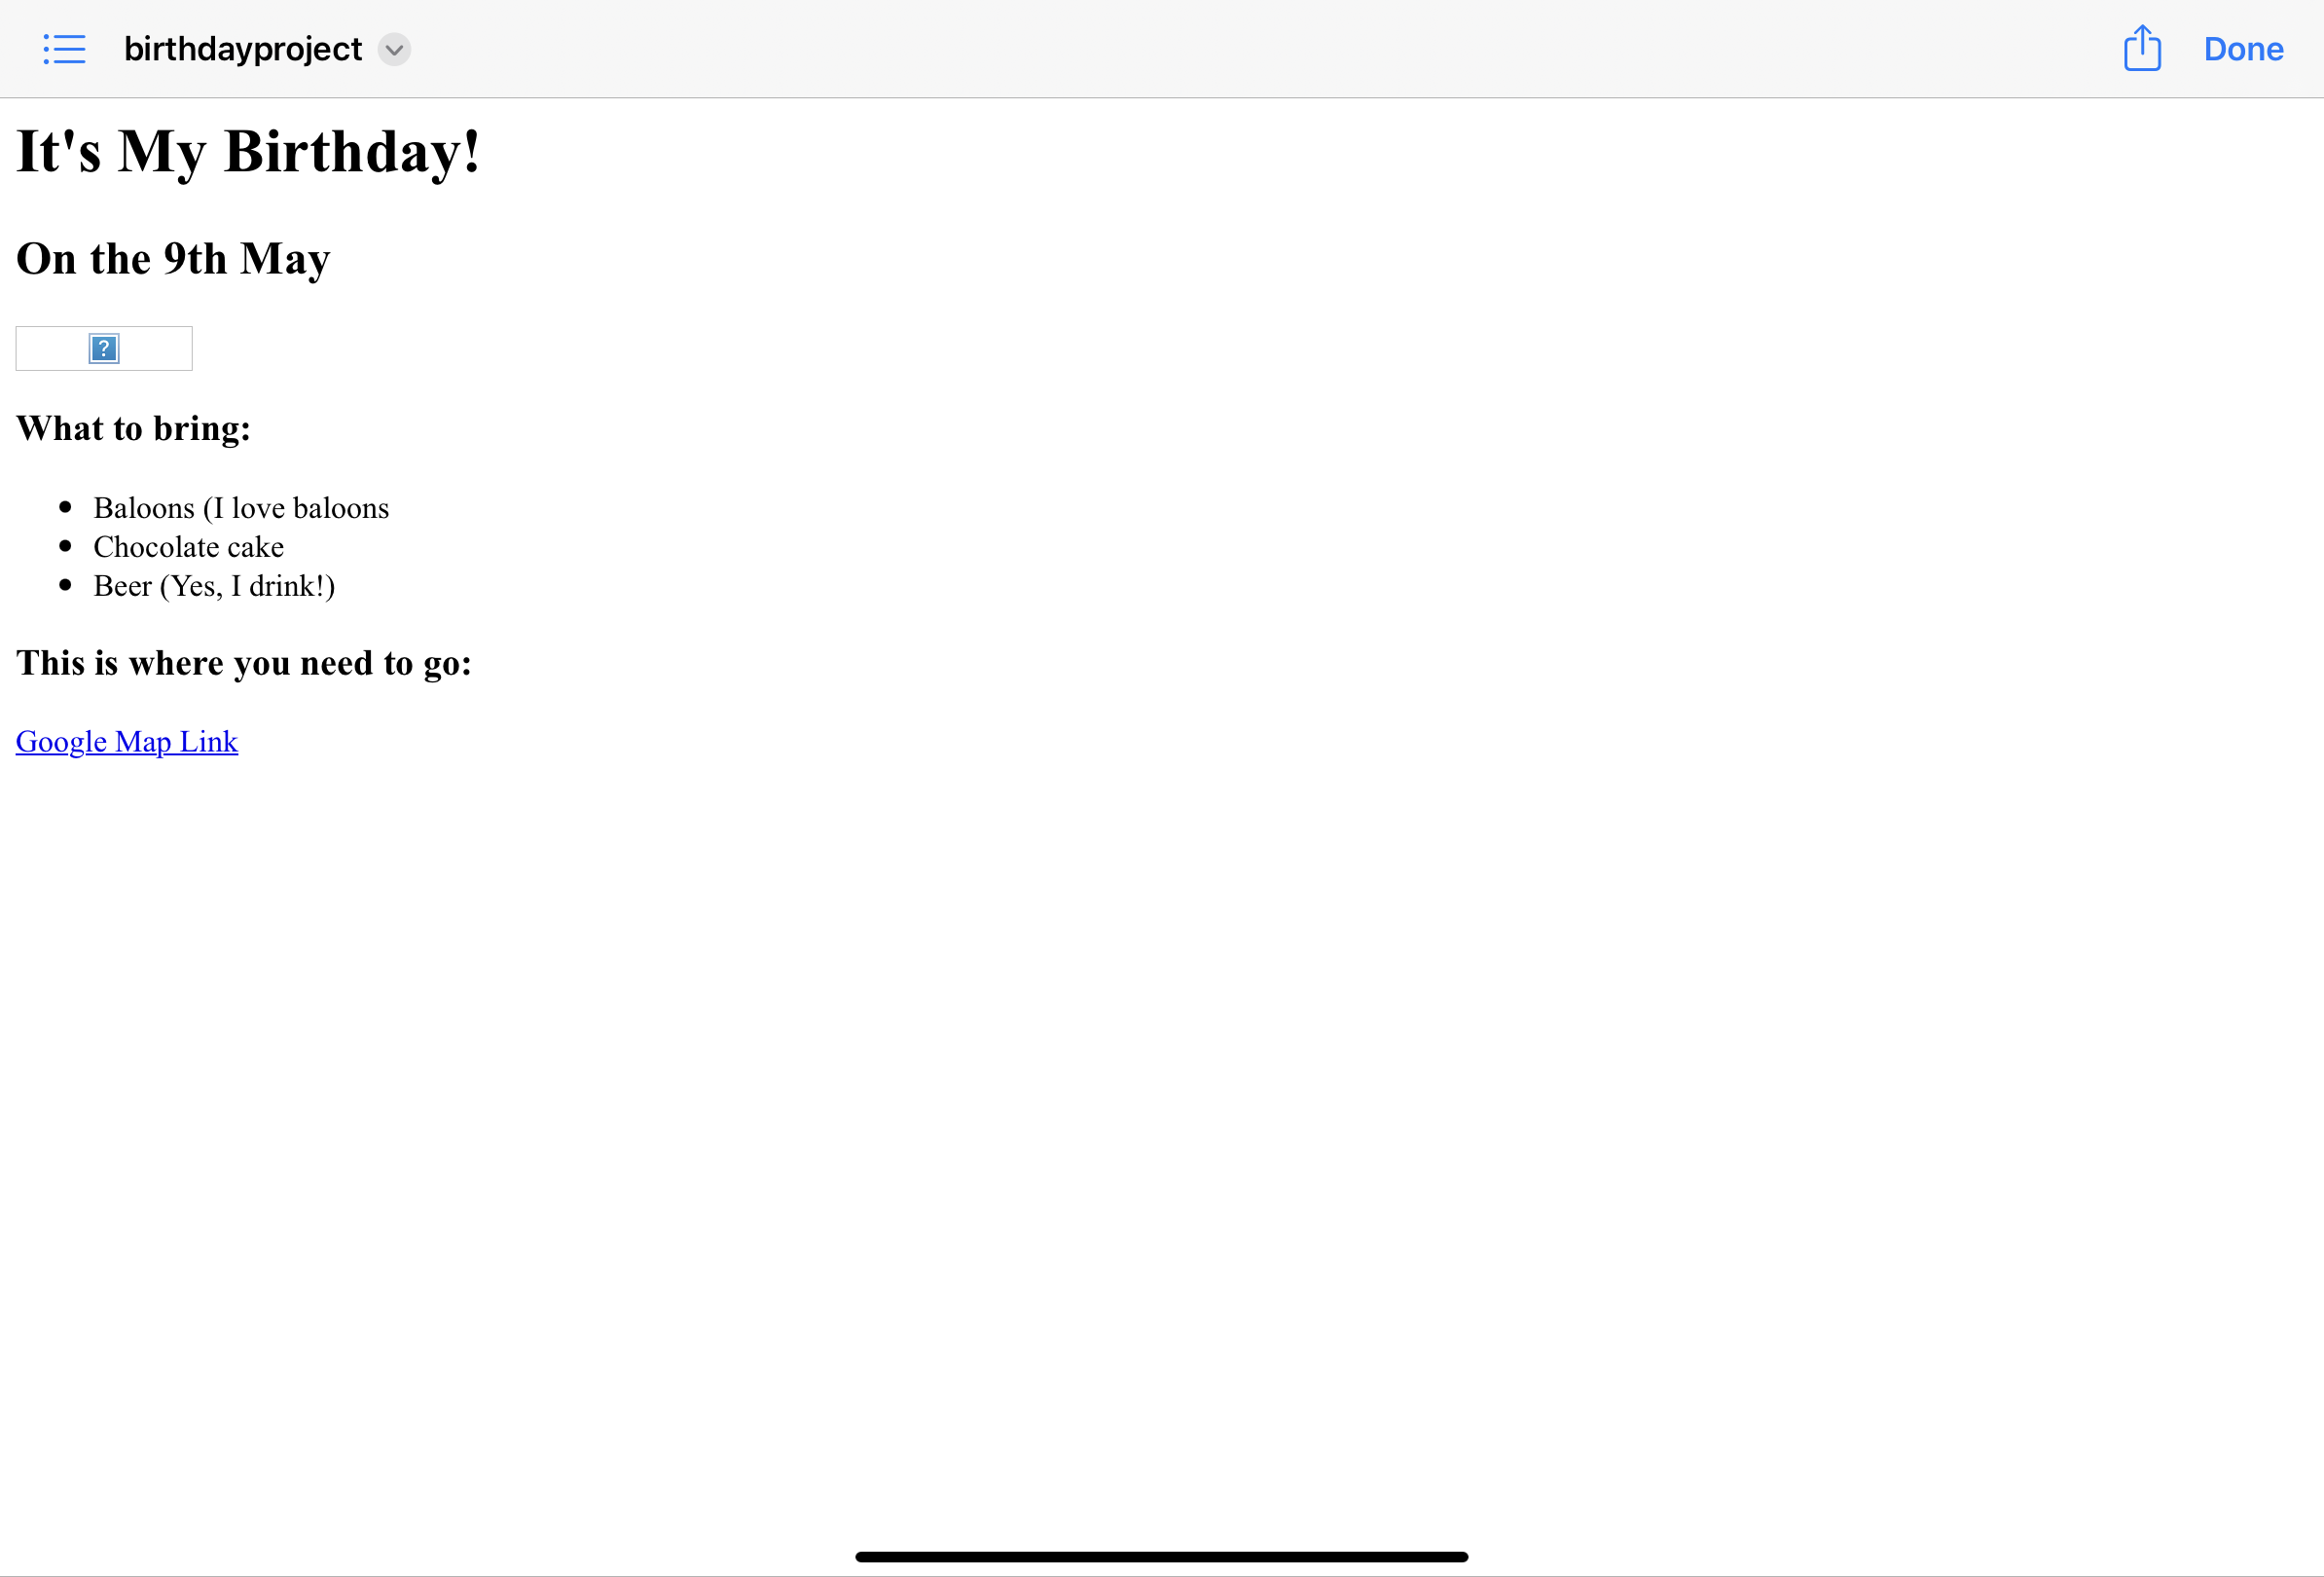 birthdayproject
Done
It's My Birthday!
On the 9th May
?
What to bring:
Baloons (I love baloons
Chocolate cake
Beer (Yes, I drink!)
This is where you need to go:
Google Map Link